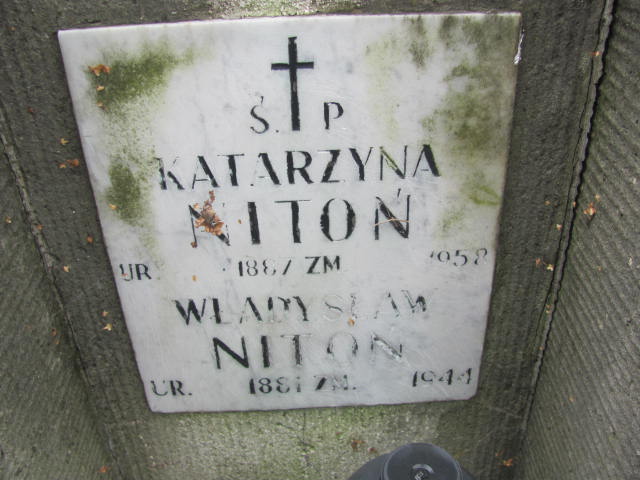 Ś. P
KATARZYNA
NITOŃ
UR. 1887 ZM 1958
WŁADYSŁAW
NITOŃ
UR. 1881 ZM. 1944